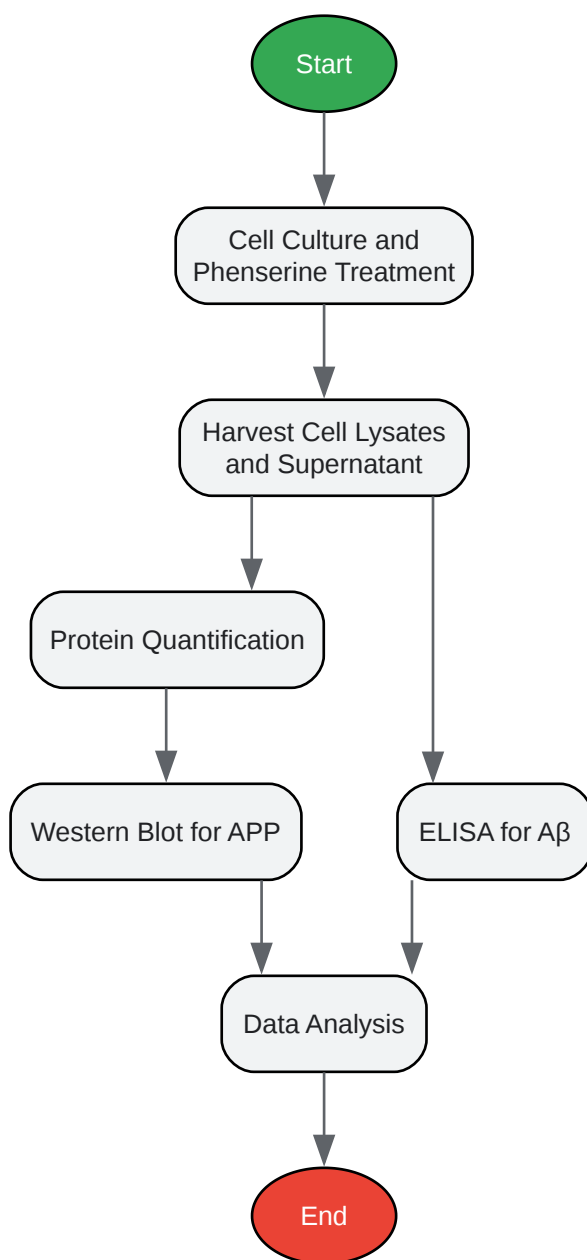 Start
Cell Culture and
Phenserine Treatment
Harvest Cell Lysates
and Supernatant
Protein Quantification
Western Blot for APP
ELISA for Aβ
Data Analysis
End